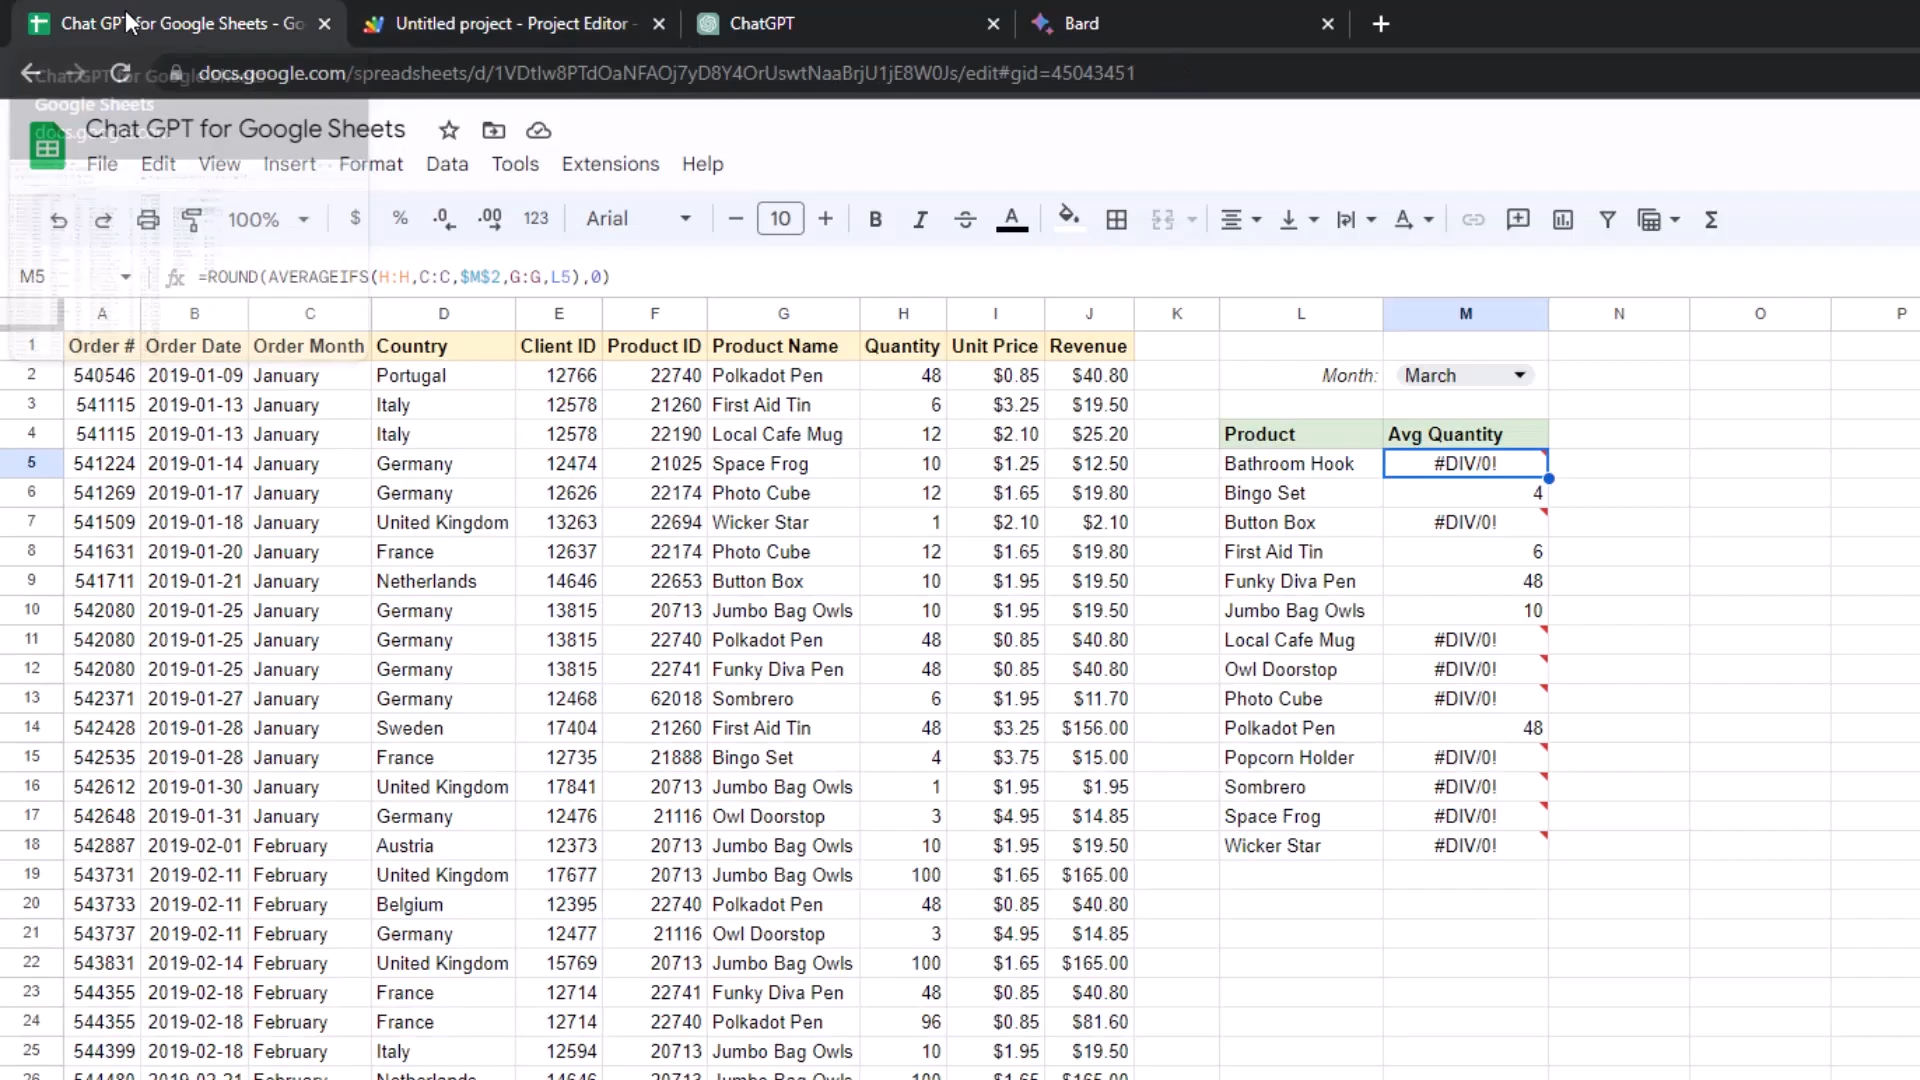 Chat GPT for Google Sheets - Go
Untitled project - Project Editor -
ChatGPT
Bard
docs.google.com/spreadsheets/d/1VDtIw8PTdOaNFAOj7yD8Y4OrUswtNaaBrjU1jE8W0Js/edit#gid=45043451
Google Sheets
Chat GPT for Google Sheets
File Edit View Insert Format Data Tools Extensions Help
100% $ % .0 .00 123 Arial 10 B I A Σ
M5 fx =ROUND(AVERAGEIFS(H:H,C:C,$M$2,G:G,L5),0)
A B C D E F G H I J K L M N O P
1 Order # Order Date Order Month Country Client ID Product ID Product Name Quantity Unit Price Revenue
2 540546 2019-01-09 January Portugal 12766 22740 Polkadot Pen 48 $0.85 $40.80 Month: March
3 541115 2019-01-13 January Italy 12578 21260 First Aid Tin 6 $3.25 $19.50
4 541115 2019-01-13 January Italy 12578 22190 Local Cafe Mug 12 $2.10 $25.20 Product Avg Quantity
5 541224 2019-01-14 Germany 12474 21025 Space Frog 10 $1.25 $12.50 Bathroom Hook #DIV/0!
6 541269 2019-01-17 January Germany 12626 22174 Photo Cube 12 $1.65 $19.80 Bingo Set 4
7 541509 2019-01-18 January United Kingdom 13263 22694 Wicker Star 1 $2.10 $2.10 Button Box #DIV/0!
8 541631 2019-01-20 January France 12637 22174 Photo Cube 12 $1.65 $19.80 First Aid Tin 6
9 541711 2019-01-21 January Netherlands 14646 22653 Button Box 10 $1.95 $19.50 Funky Diva Pen 48
10 542080 2019-01-25 January Germany 13815 20713 Jumbo Bag Owls 10 $1.95 $19.50 Jumbo Bag Owls 10
11 542080 2019-01-25 January Germany 13815 22740 Polkadot Pen 48 $0.85 $40.80 Local Cafe Mug #DIV/0!
12 542080 2019-01-25 January Germany 13815 22741 Funky Diva Pen 48 $0.85 $40.80 Owl Doorstop #DIV/0!
13 542371 2019-01-27 January Germany 12468 62018 Sombrero 6 $1.95 $11.70 Photo Cube #DIV/0!
14 542428 2019-01-28 January Sweden 17404 21260 First Aid Tin 48 $3.25 $156.00 Polkadot Pen 48
15 542535 2019-01-28 January France 12735 21888 Bingo Set 4 $3.75 $15.00 Popcorn Holder #DIV/0!
16 542612 2019-01-30 January United Kingdom 17841 20713 Jumbo Bag Owls 1 $1.95 $1.95 Sombrero #DIV/0!
17 542648 2019-01-31 January Germany 12476 21116 Owl Doorstop 3 $4.95 $14.85 Space Frog #DIV/0!
18 542887 2019-02-01 February Austria 12373 20713 Jumbo Bag Owls 10 $1.95 $19.50 Wicker Star #DIV/0!
19 543731 2019-02-11 February United Kingdom 17677 20713 Jumbo Bag Owls 100 $1.65 $165.00
20 543733 2019-02-11 February Belgium 12395 22740 Polkadot Pen 48 $0.85 $40.80
21 543737 2019-02-11 February Germany 12477 21116 Owl Doorstop 3 $4.95 $14.85
22 543831 2019-02-14 February United Kingdom 15769 20713 Jumbo Bag Owls 100 $1.65 $165.00
23 544355 2019-02-18 February France 12714 22741 Funky Diva Pen 48 $0.85 $40.80
24 544355 2019-02-18 February France 12714 22740 Polkadot Pen 96 $0.85 $81.60
25 544399 2019-02-18 February Italy 12594 20713 Jumbo Bag Owls 10 $1.95 $19.50